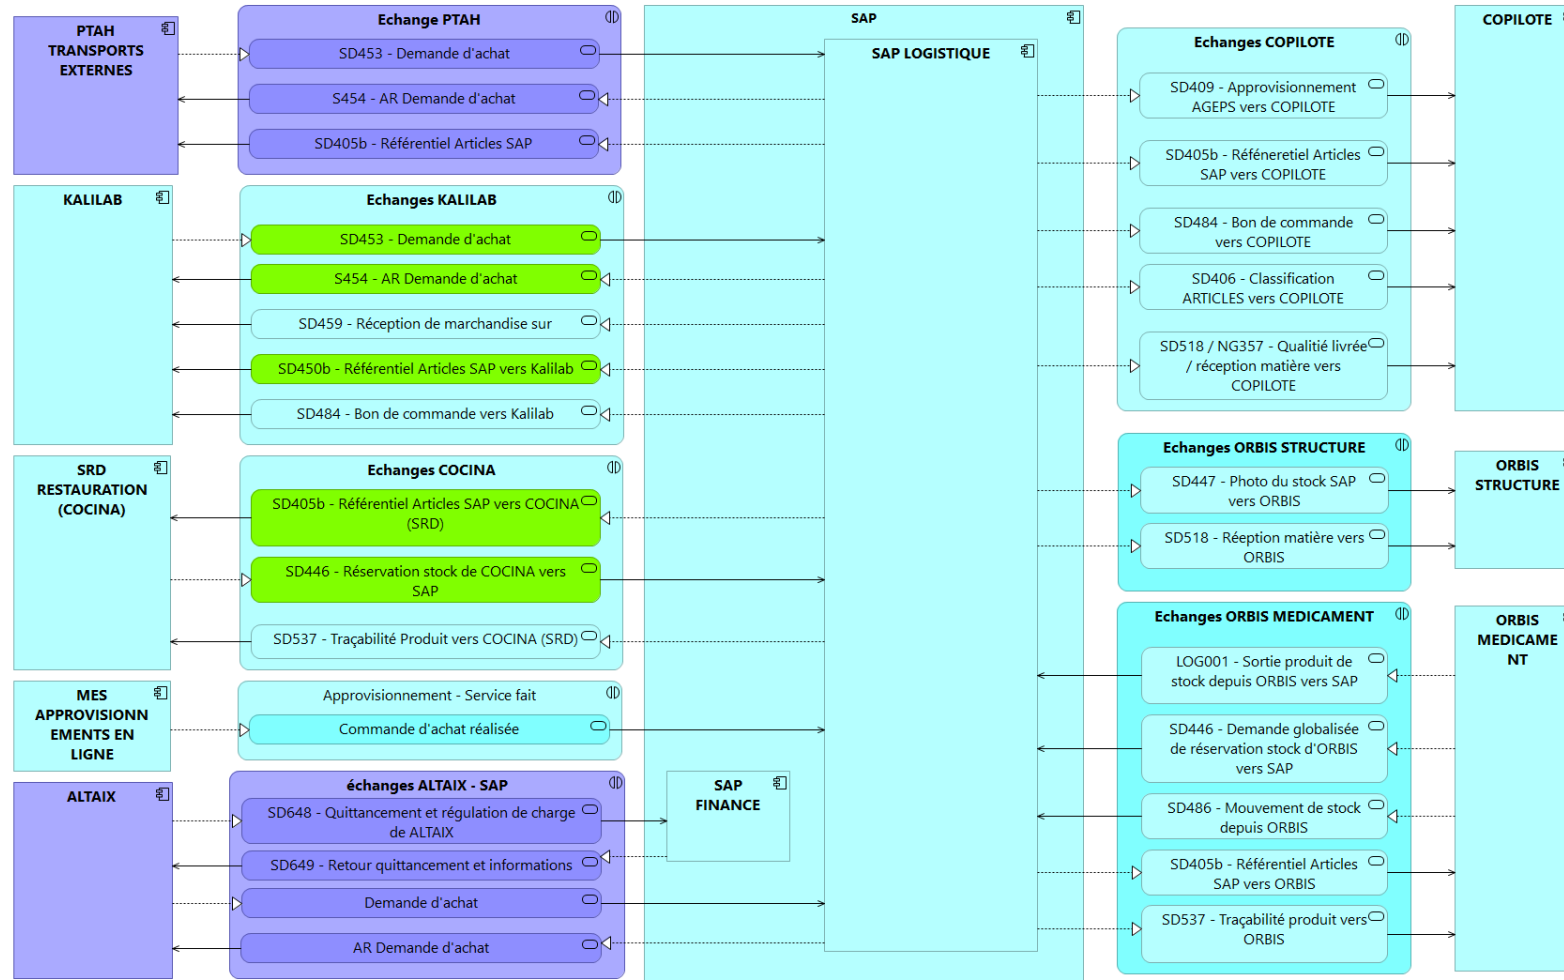 PTAH
TRANSPORTS
EXTERNES
Echange PTAH
SD453 - Demande d'achat
S454 - AR Demande d'achat
SD405b - Référentiel Articles SAP
KALILAB
Echanges KALILAB
SD453 - Demande d'achat
S454 - AR Demande d'achat
SD459 - Réception de marchandise sur
SD450b - Référentiel Articles SAP vers Kalilab
SD484 - Bon de commande vers Kalilab
SRD
RESTAURATION
(COCINA)
Echanges COCINA
SD405b - Référentiel Articles SAP vers COCINA
(SRD)
SD446 - Réservation stock de COCINA vers
SAP
SD537 - Traçabilité Produit vers COCINA (SRD)
MES
APPROVISIONN
EMENTS EN
LIGNE
Approvisionnement - Service fait
Commande d'achat réalisée
ALTAIX
échanges ALTAIX - SAP
SD648 - Quittancement et régulation de charge
de ALTAIX
SD649 - Retour quittancement et informations
Demande d'achat
AR Demande d'achat
SAP
SAP LOGISTIQUE
SAP
FINANCE
Echanges COPILOTE
SD409 - Approvisionnement
AGEPS vers COPILOTE
SD405b - Réféneretiel Articles
SAP vers COPILOTE
SD484 - Bon de commande
vers COPILOTE
SD406 - Classification
ARTICLES vers COPILOTE
SD518 / NG357 - Qualitié livrée
/ réception matière vers
COPILOTE
COPILOTE
Echanges ORBIS STRUCTURE
SD447 - Photo du stock SAP
vers ORBIS
SD518 - Réeption matière vers
ORBIS
ORBIS
STRUCTURE
Echanges ORBIS MEDICAMENT
LOG001 - Sortie produit de
stock depuis ORBIS vers SAP
SD446 - Demande globalisée
de réservation stock d'ORBIS
vers SAP
SD486 - Mouvement de stock
depuis ORBIS
SD405b - Référentiel Articles
SAP vers ORBIS
SD537 - Traçabilité produit vers
ORBIS
ORBIS
MEDICAME
NT